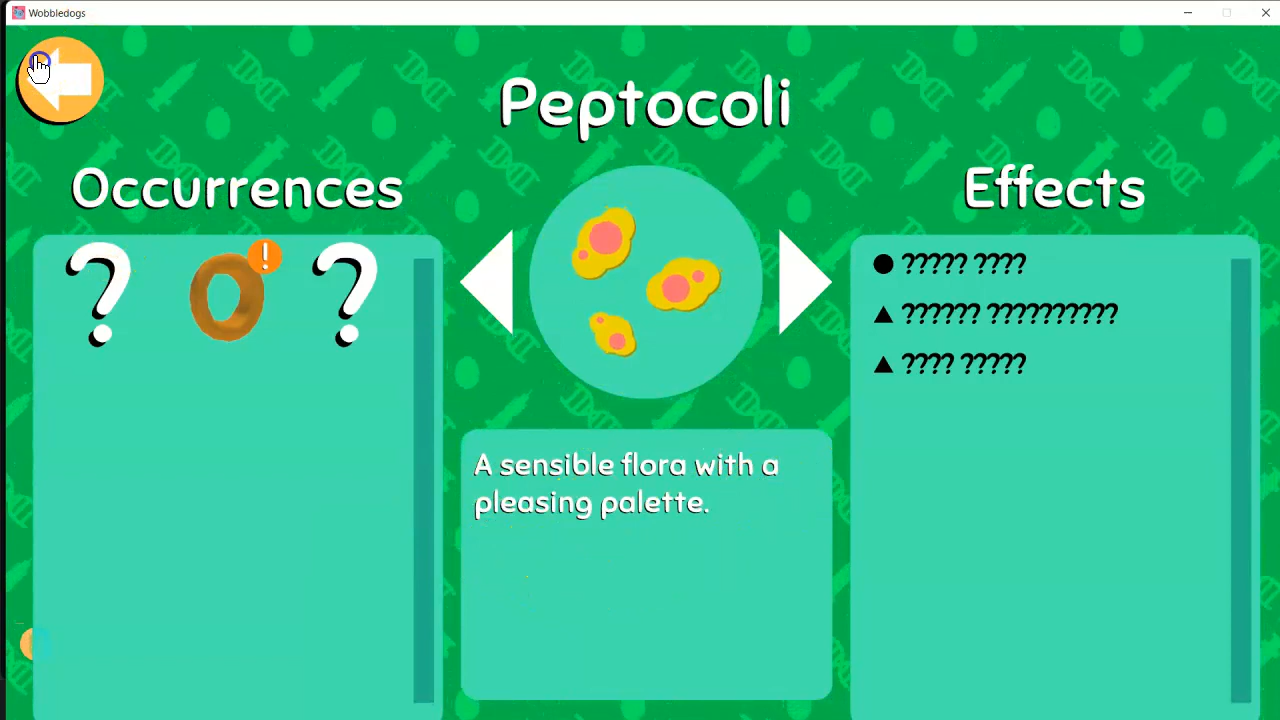 Wobbledogs
Peptocoli
Occurrences
? ! ?
Effects
????? ????
?????? ??????????
???? ?????
A sensible flora with a
pleasing palette.